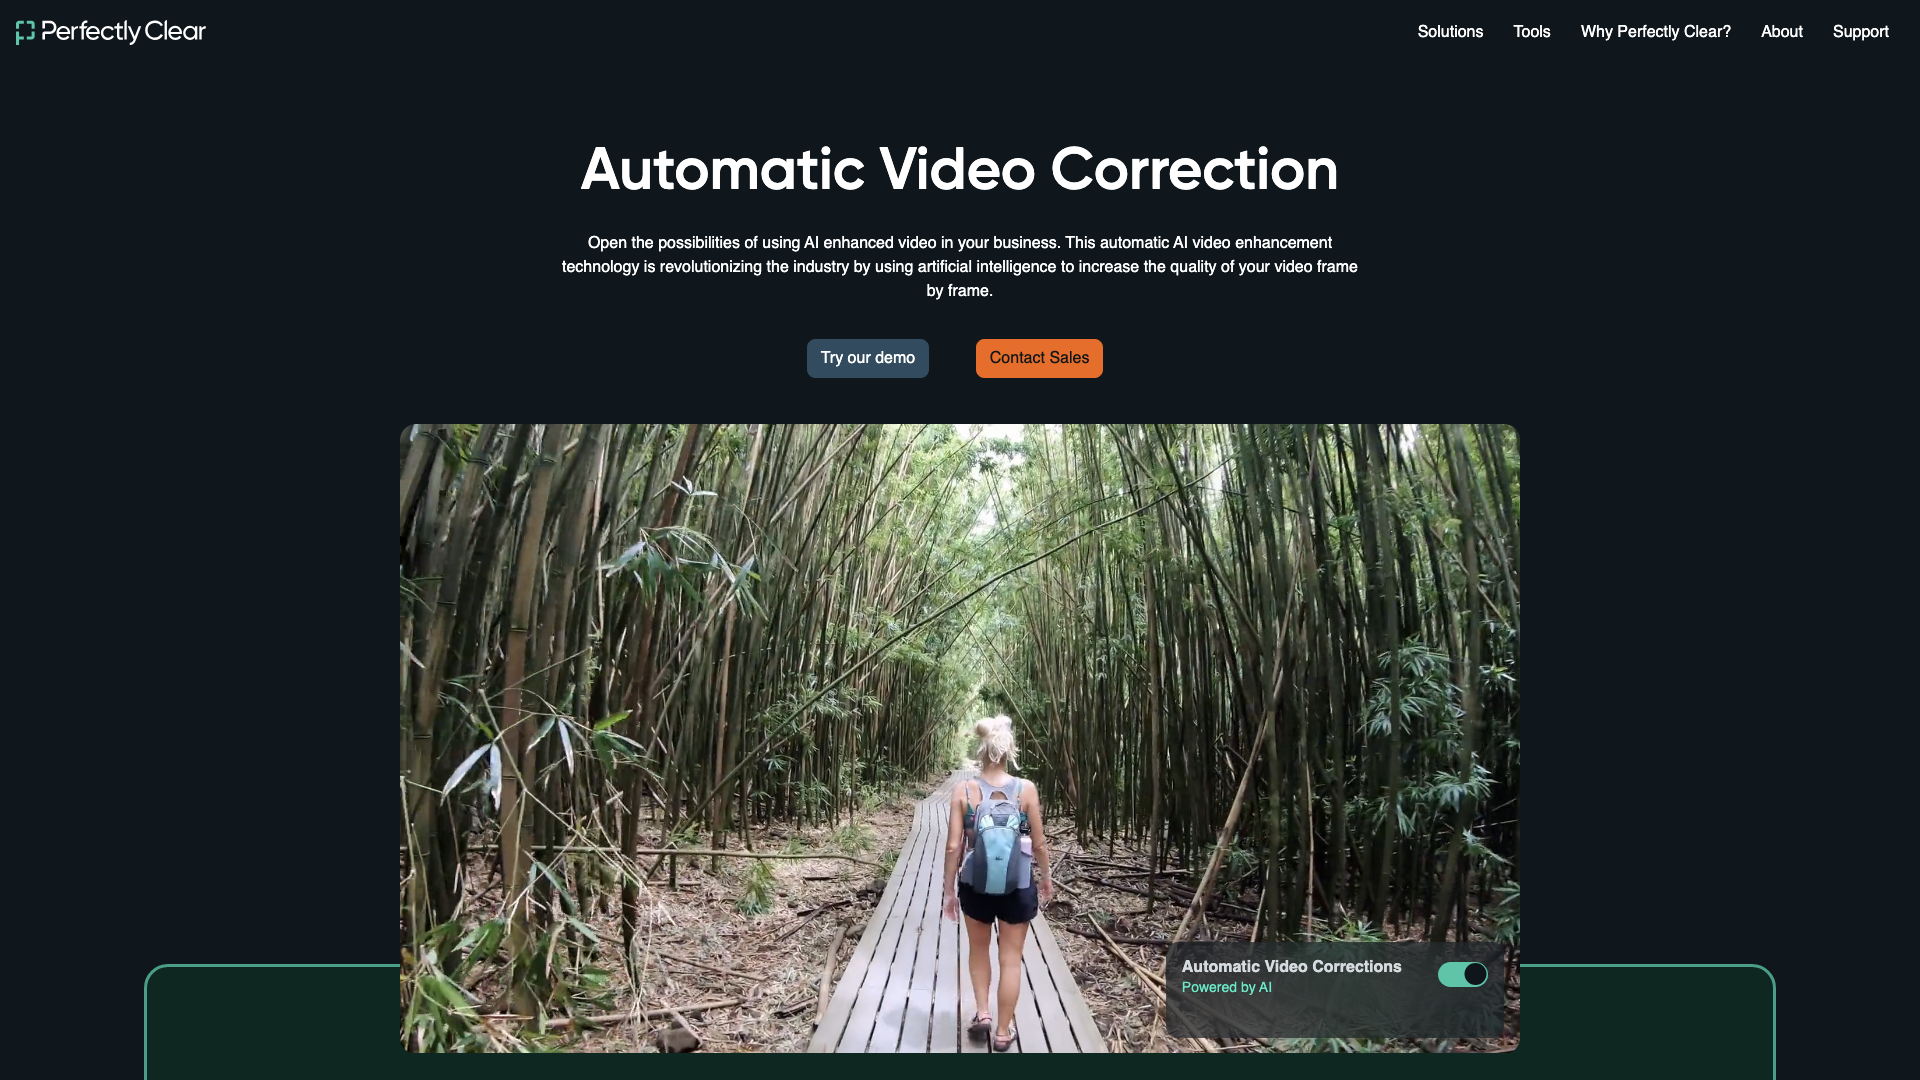 Perfectly Clear
Solutions
Tools
Why Perfectly Clear?
About
Support
Automatic Video Correction
Open the possibilities of using AI enhanced video in your business. This automatic AI video enhancement
technology is revolutionizing the industry by using artificial intelligence to increase the quality of your video frame
by frame.
Try our demo
Contact Sales
Automatic Video Corrections
Powered by AI